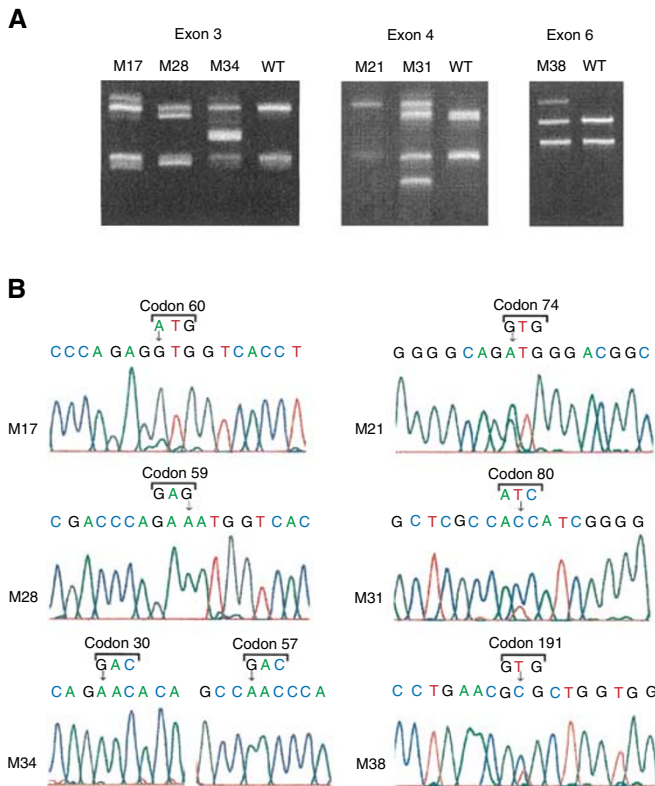 A
Exon 3
Exon 4
Exon 6
M17 M28 M34 WT
M21 M31 WT
M38 WT
B
Codon 60
ATG
CCCAGAGGTGGTCACCT
M17
Codon 74
GTG
GGGGCAGATGGGACGGC
M21
Codon 59
GAG
CGACCCAGAAATGGTCAC
M28
Codon 80
ATC
GCTCGCCACCATCGGGG
M31
Codon 30
GAC
CAGAACACA
Codon 57
GAC
GCCAACCCA
M34
Codon 191
GTG
CCTGAACGCGCTGGTGG
M38